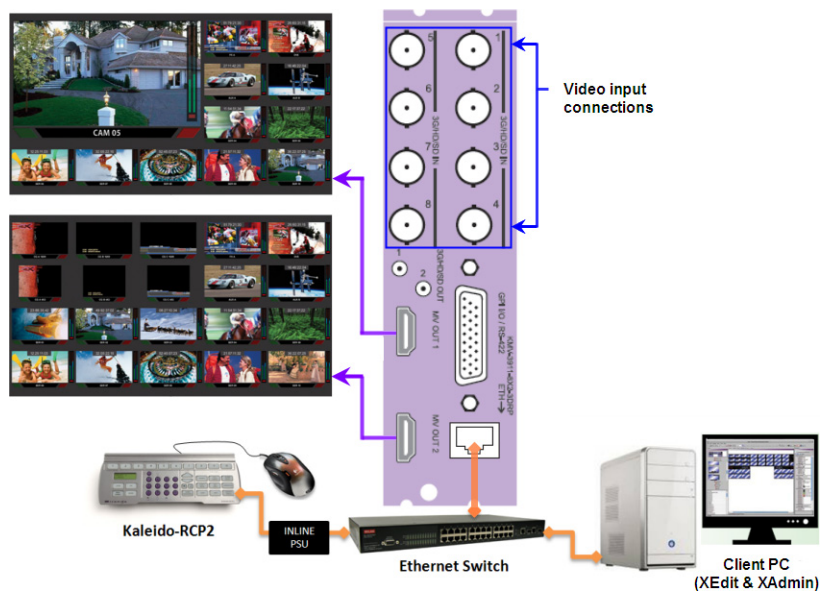 CAM 05
5
1
6
2
3G/HD/SD IN
3G/HD/SD IN
7
3
8
4
Video input
connections
1
2
3G/HD/SD OUT
MV OUT 1
GPI I/O / RS-422
ETH →
MV OUT 2
Kaleido-RCP2
INLINE
PSU
Ethernet Switch
Client PC
(XEdit & XAdmin)